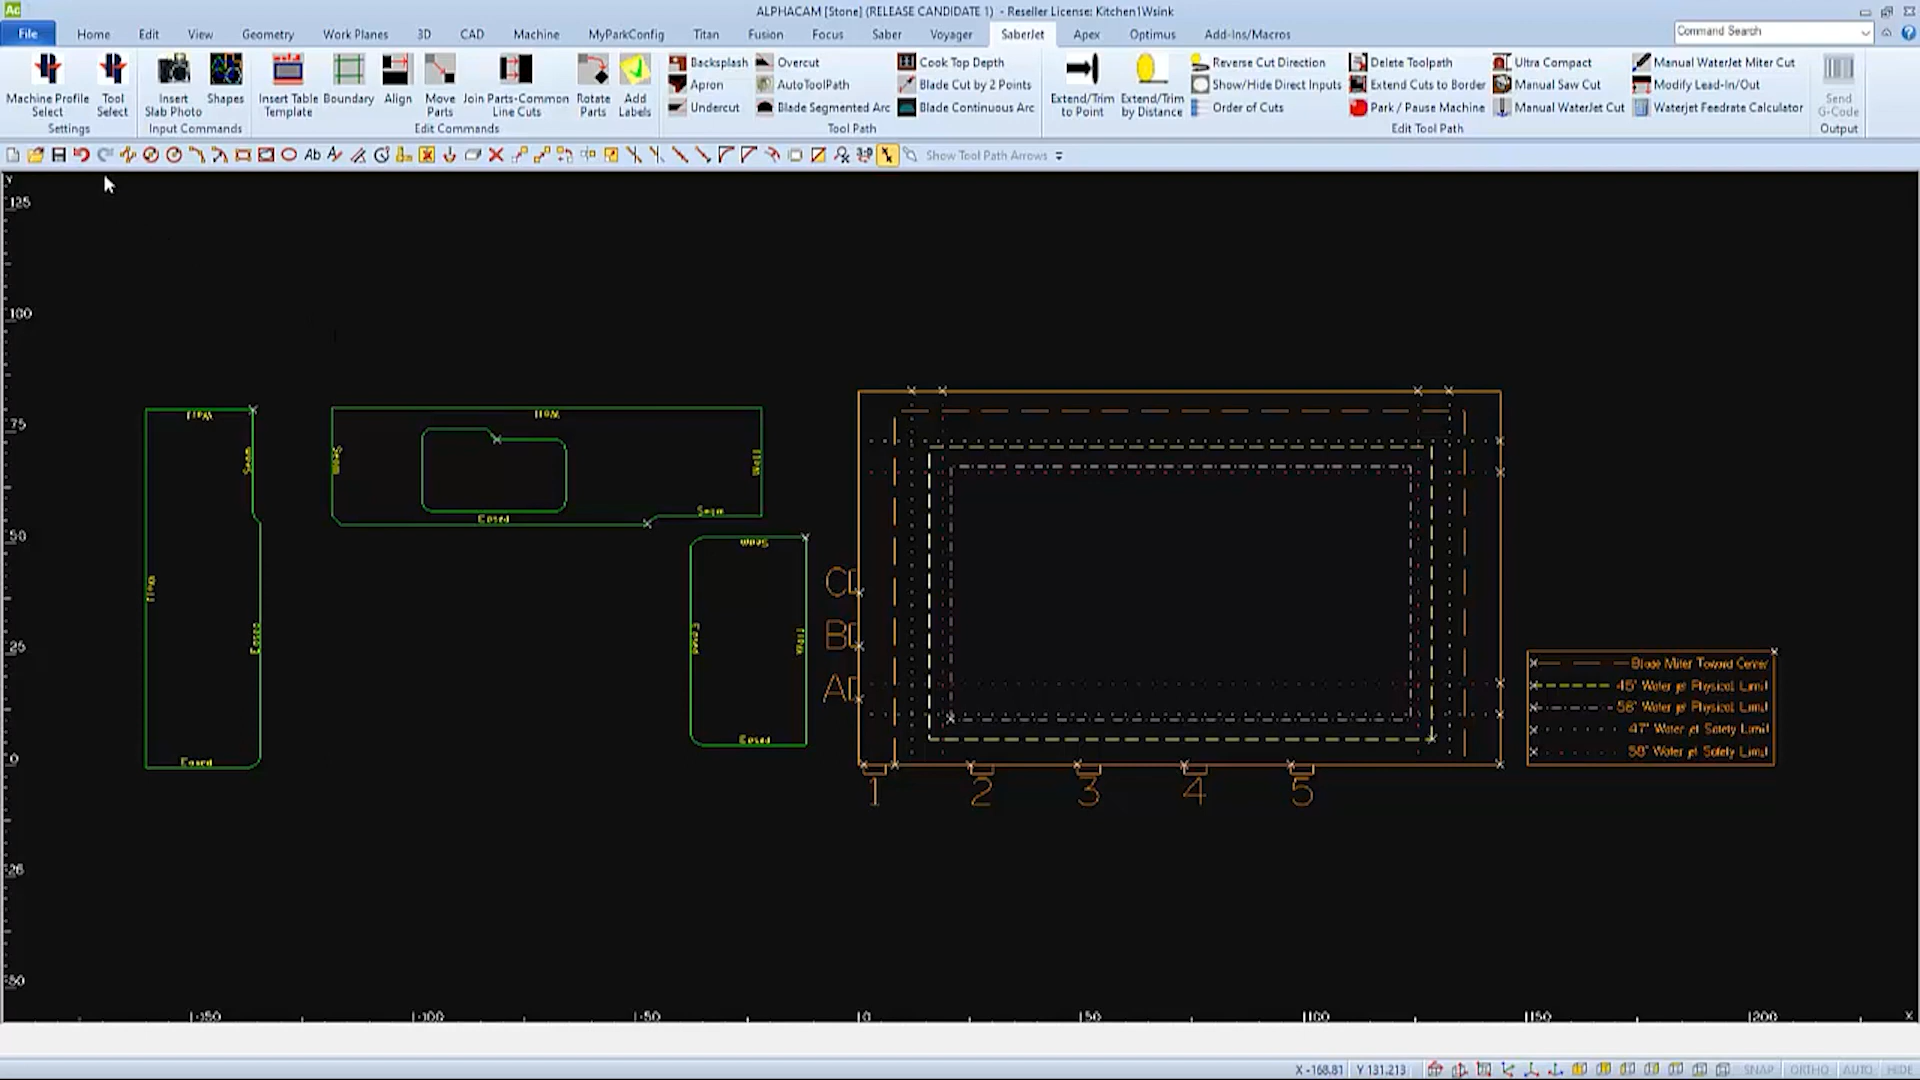 Ac
ALPHACAM [Stone] (RELEASE CANDIDATE 1) - Reseller License: Kitchen1Wsink
File Home Edit View Geometry Work Planes 3D CAD Machine MyParkConfig Titan Fusion Focus Saber Voyager SaberJet Apex Optimus Add-Ins/Macros Command Search
Backsplash Overcut Cook Top Depth Reverse Cut Direction Delete Toolpath Ultra Compact Manual WaterJet Miter Cut
Apron AutoToolPath Blade Cut by 2 Points Show/Hide Direct Inputs Extend Cuts to Border Manual Saw Cut Modify Lead-In/Out
Undercut Blade Segmented Arc Blade Continuous Arc Order of Cuts Park / Pause Machine Manual WaterJet Cut Waterjet Feedrate Calculator
Machine Profile Select
Tool Select
Insert Slab Photo
Shapes
Insert Table Template
Boundary
Align
Move Parts
Join Parts-Common Line Cuts
Rotate Parts
Add Labels
Extend/Trim to Point
Extend/Trim by Distance
Send G-Code
Settings Input Commands Edit Commands Tool Path Edit Tool Path Output
Ab Show Tool Path Arrows
Y
125
100
75
50
25
0
Wall
Seam
Wall
Eased
Eased
Wall
Seam
Wall
Seam
Eased
Seam
Eased
Wall
Eased
C
B
A
1 2 3 4 5
Blade Miter Toward Center
45° Water jet Physical Limit
58° Water jet Physical Limit
47° Water jet Safety Limit
58° Water jet Safety Limit
0 50 100 150 200 X
X -168.81 Y 131.213 SNAP ORTHO AUTO HIDE